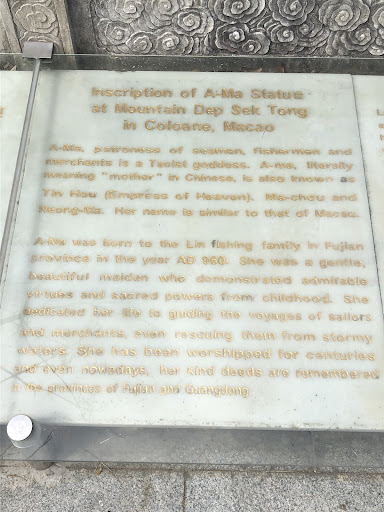 Inscription of A-Ma Statue
at Mountain Dep Sek Tong
in Coloane, Macao
A-Ma, patroness of seamen, fishermen and
merchants is a Taoist goddess. A-ma, literally
meaning "mother" in Chinese, is also known as
Tin Hou (Empress of Heaven), Ma-chou and
Neong-Ma. Her name is similar to that of Macao.
A-Ma was born to the Lin fishing family in Fujian
province in the year AD 960. She was a gentle,
beautiful maiden who demonstrated admirable
virtues and sacred powers from childhood. She
dedicated her life to guiding the voyages of sailors
and merchants, even rescuing them from stormy
waters. She has been worshipped for centuries
and even nowadays, her kind deeds are remembered
in the provinces of Fujian and Guangdong